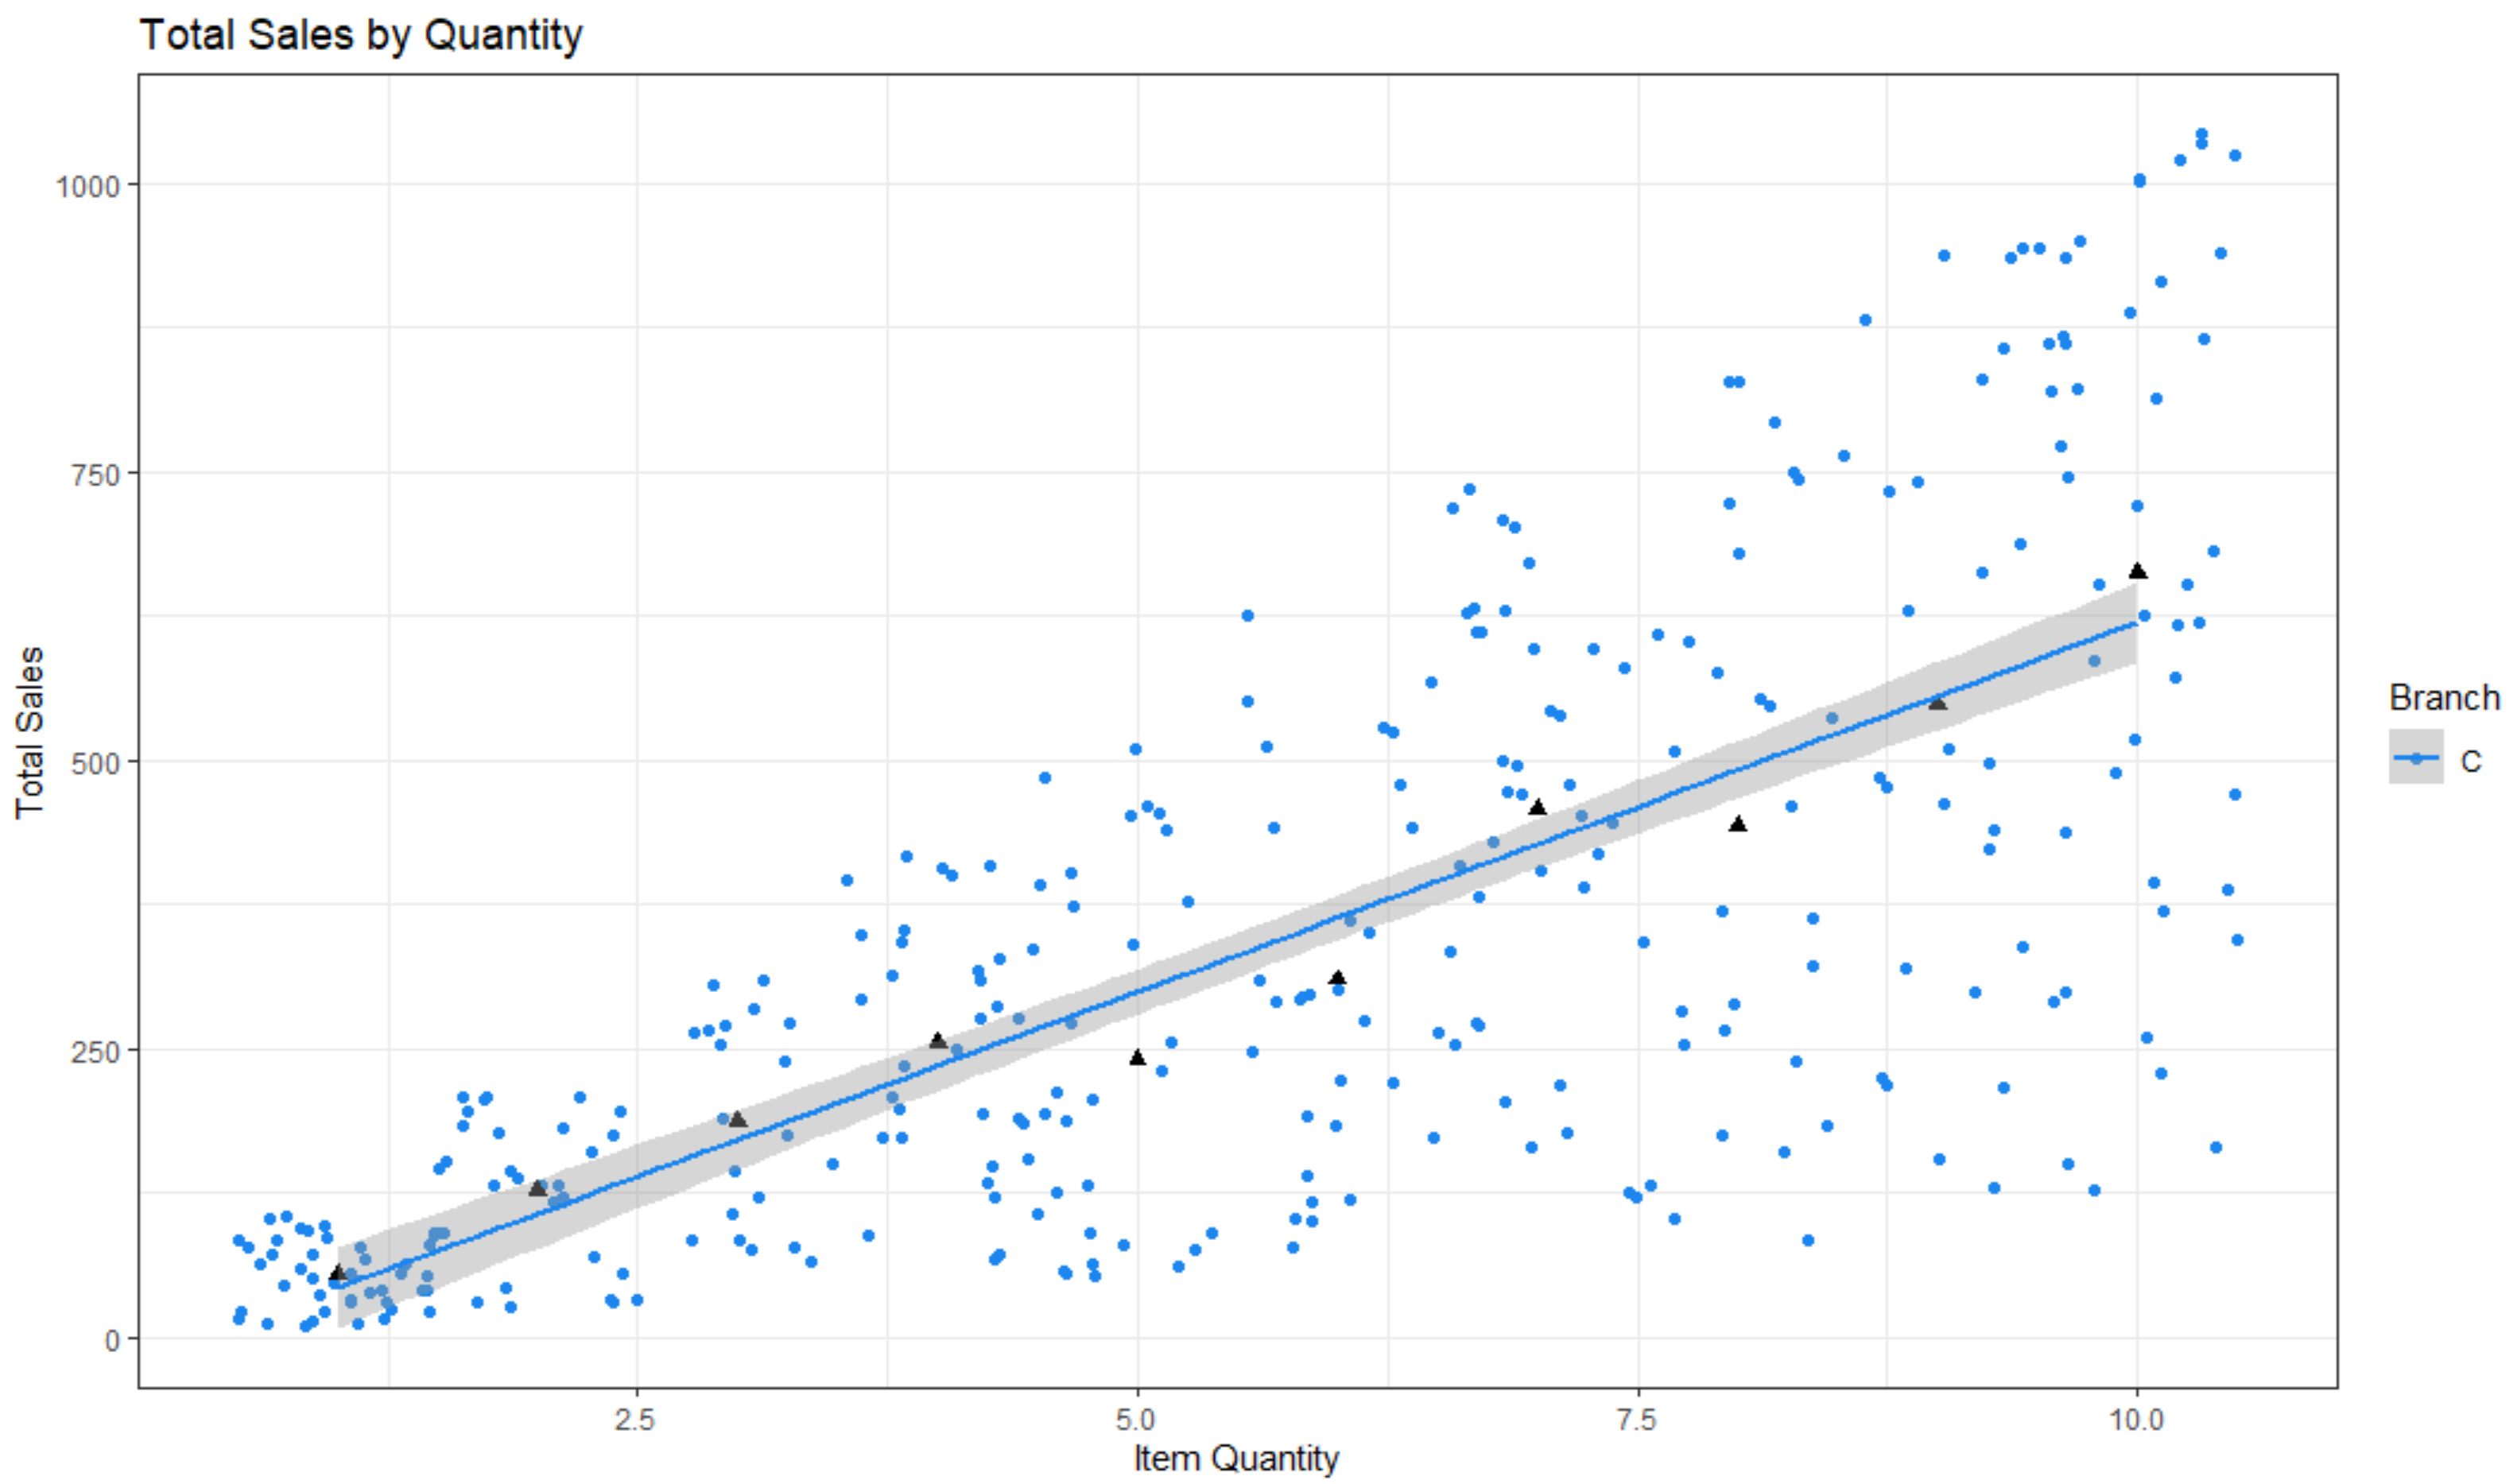 Total Sales by Quantity
1000
750
500
250
0
Total Sales
2.5 5.0 7.5 10.0
Item Quantity
Branch
C